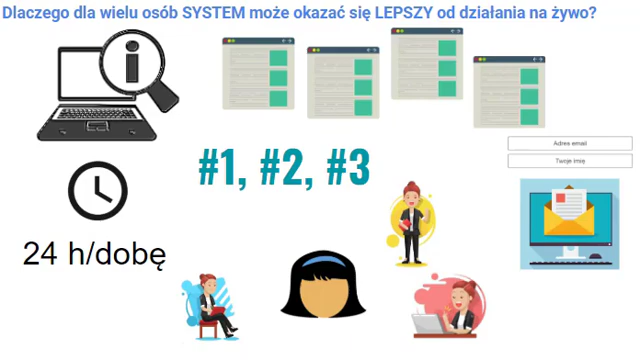 Dlaczego dla wielu osób SYSTEM może okazać się LEPSZY od działania na żywo?
#1, #2, #3
Adres email
Twoje imię
24 h/dobę